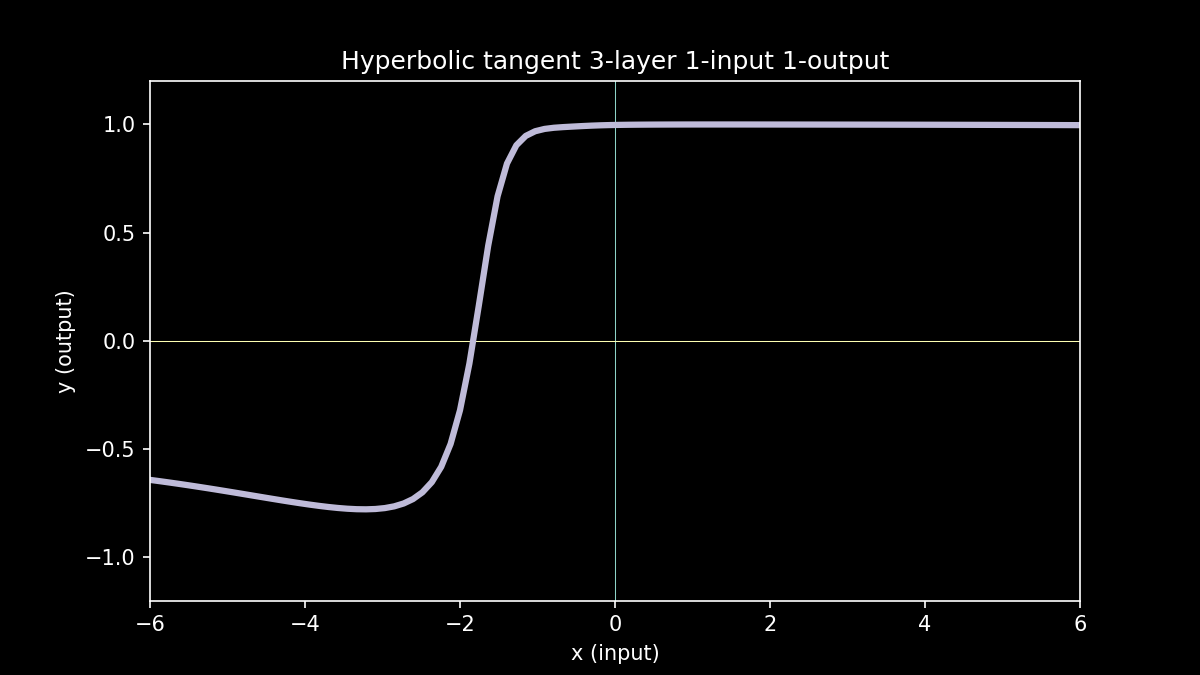 Hyperbolic tangent 3-layer 1-input 1-output
1.0
0.5
0.0
−0.5
−1.0
y (output)
−6 −4 −2 0 2 4 6
x (input)